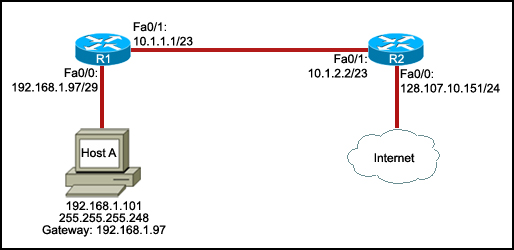 Fa0/1:
10.1.1.1/23
R1
Fa0/0:
192.168.1.97/29
R2
Fa0/1:
10.1.2.2/23
Fa0/0:
128.107.10.151/24
Host A
Internet
192.168.1.101
255.255.255.248
Gateway: 192.168.1.97